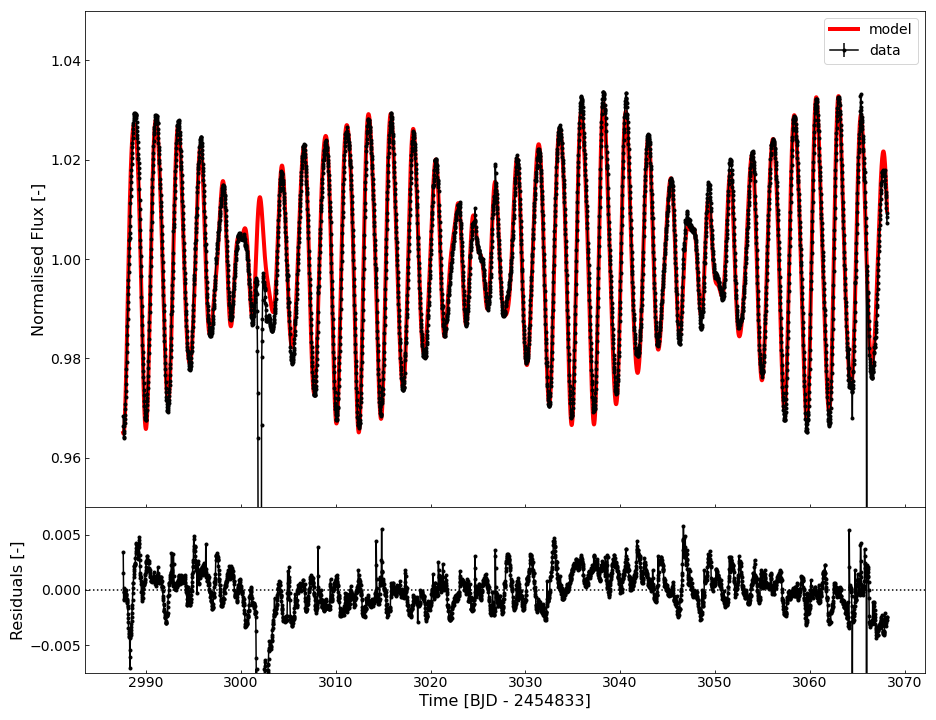 model
data
1.04
1.02
1.00
0.98
0.96
Normalised Flux [-]
0.005
0.000
−0.005
Residuals [-]
2990 3000 3010 3020 3030 3040 3050 3060 3070
Time [BJD - 2454833]